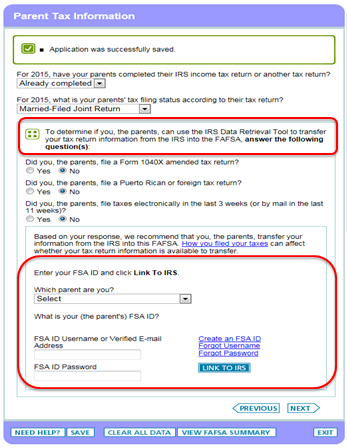 Parent Tax Information
Application was successfully saved.
For 2015, have your parents completed their IRS income tax return or another tax return?
Already completed
For 2015, what is your parents' tax filing status according to their tax return?
Married-Filed Joint Return
To determine if you, the parents, can use the IRS Data Retrieval Tool to transfer
your tax return information from the IRS into the FAFSA, answer the following
question(s):
Did you, the parents, file a Form 1040X amended tax return?
Yes No
Did you, the parents, file a Puerto Rican or foreign tax return?
Yes No
Did you, the parents, file taxes electronically in the last 3 weeks (or by mail in the last
11 weeks)?
Yes No
Based on your response, we recommend that you, the parents, transfer your
information from the IRS into this FAFSA. How you filed your taxes can affect
whether your tax return information is available to transfer.
Enter your FSA ID and click Link To IRS.
Which parent are you?
Select
What is your (the parent's) FSA ID?
FSA ID Username or Verified E-mail
Address
Create an FSA ID
Forgot Username
Forgot Password
FSA ID Password
LINK TO IRS
PREVIOUS NEXT
NEED HELP? SAVE CLEAR ALL DATA VIEW FAFSA SUMMARY EXIT